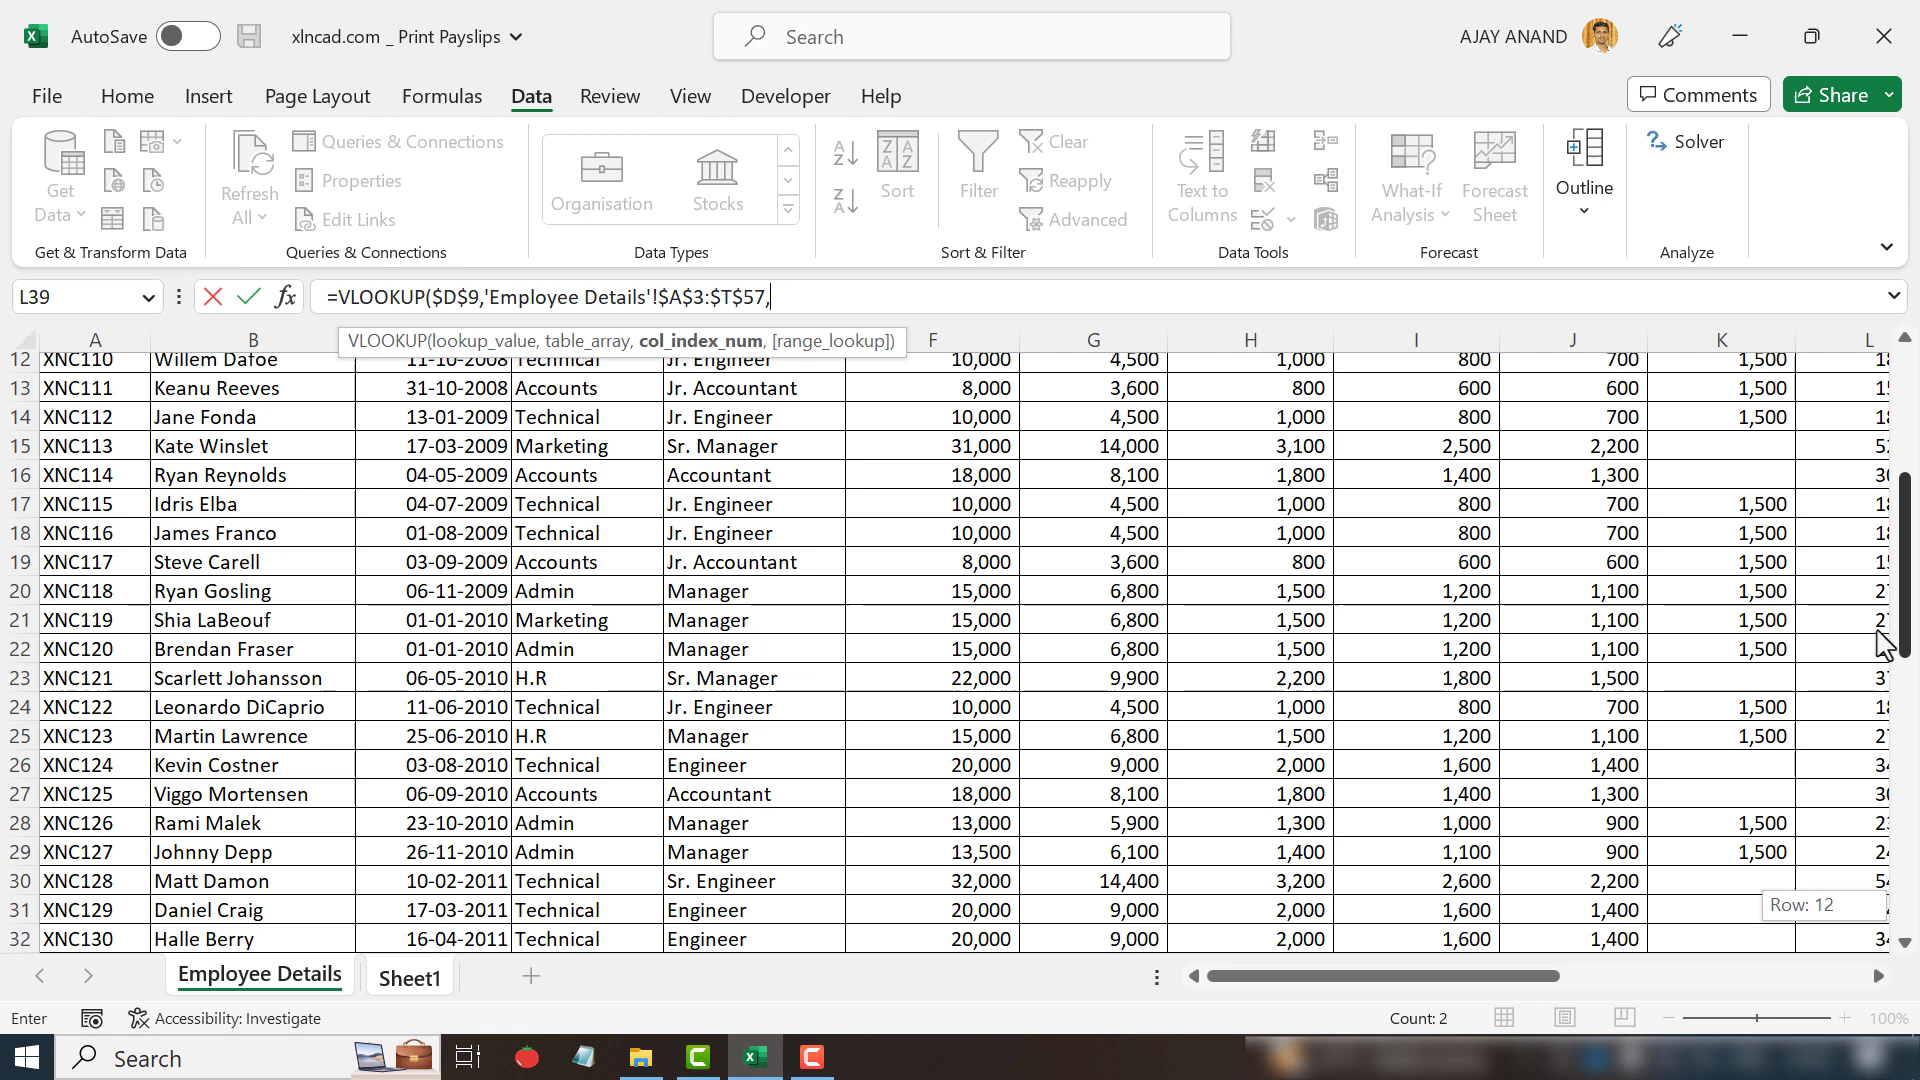 AutoSave xlncad.com _ Print Payslips Search AJAY ANAND
File Home Insert Page Layout Formulas Data Review View Developer Help Comments Share
Get Data
Refresh All
Queries & Connections
Properties
Edit Links
Organisation Stocks
Sort
Filter
Clear
Reapply
Advanced
Text to Columns
What-If Analysis
Forecast Sheet
Outline
Solver
Get & Transform Data Queries & Connections Data Types Sort & Filter Data Tools Forecast Analyze
L39 fx =VLOOKUP($D$9,'Employee Details'!$A$3:$T$57,
VLOOKUP(lookup_value, table_array, col_index_num, [range_lookup])
A B F G H I J K L
12 XNC110 Willem Dafoe 11-10-2008 Technical Jr. Engineer 10,000 4,500 1,000 800 700 1,500
13 XNC111 Keanu Reeves 31-10-2008 Accounts Jr. Accountant 8,000 3,600 800 600 600 1,500
14 XNC112 Jane Fonda 13-01-2009 Technical Jr. Engineer 10,000 4,500 1,000 800 700 1,500
15 XNC113 Kate Winslet 17-03-2009 Marketing Sr. Manager 31,000 14,000 3,100 2,500 2,200
16 XNC114 Ryan Reynolds 04-05-2009 Accounts Accountant 18,000 8,100 1,800 1,400 1,300
17 XNC115 Idris Elba 04-07-2009 Technical Jr. Engineer 10,000 4,500 1,000 800 700 1,500
18 XNC116 James Franco 01-08-2009 Technical Jr. Engineer 10,000 4,500 1,000 800 700 1,500
19 XNC117 Steve Carell 03-09-2009 Accounts Jr. Accountant 8,000 3,600 800 600 600 1,500
20 XNC118 Ryan Gosling 06-11-2009 Admin Manager 15,000 6,800 1,500 1,200 1,100 1,500
21 XNC119 Shia LaBeouf 01-01-2010 Marketing Manager 15,000 6,800 1,500 1,200 1,100 1,500
22 XNC120 Brendan Fraser 01-01-2010 Admin Manager 15,000 6,800 1,500 1,200 1,100 1,500
23 XNC121 Scarlett Johansson 06-05-2010 H.R Sr. Manager 22,000 9,900 2,200 1,800 1,500
24 XNC122 Leonardo DiCaprio 11-06-2010 Technical Jr. Engineer 10,000 4,500 1,000 800 700 1,500
25 XNC123 Martin Lawrence 25-06-2010 H.R Manager 15,000 6,800 1,500 1,200 1,100 1,500
26 XNC124 Kevin Costner 03-08-2010 Technical Engineer 20,000 9,000 2,000 1,600 1,400
27 XNC125 Viggo Mortensen 06-09-2010 Accounts Accountant 18,000 8,100 1,800 1,400 1,300
28 XNC126 Rami Malek 23-10-2010 Admin Manager 13,000 5,900 1,300 1,000 900 1,500
29 XNC127 Johnny Depp 26-11-2010 Admin Manager 13,500 6,100 1,400 1,100 900 1,500
30 XNC128 Matt Damon 10-02-2011 Technical Sr. Engineer 32,000 14,400 3,200 2,600 2,200
31 XNC129 Daniel Craig 17-03-2011 Technical Engineer 20,000 9,000 2,000 1,600 1,400
Row: 12
32 XNC130 Halle Berry 16-04-2011 Technical Engineer 20,000 9,000 2,000 1,600 1,400
Employee Details Sheet1
Enter Accessibility: Investigate Count: 2 100%
Search